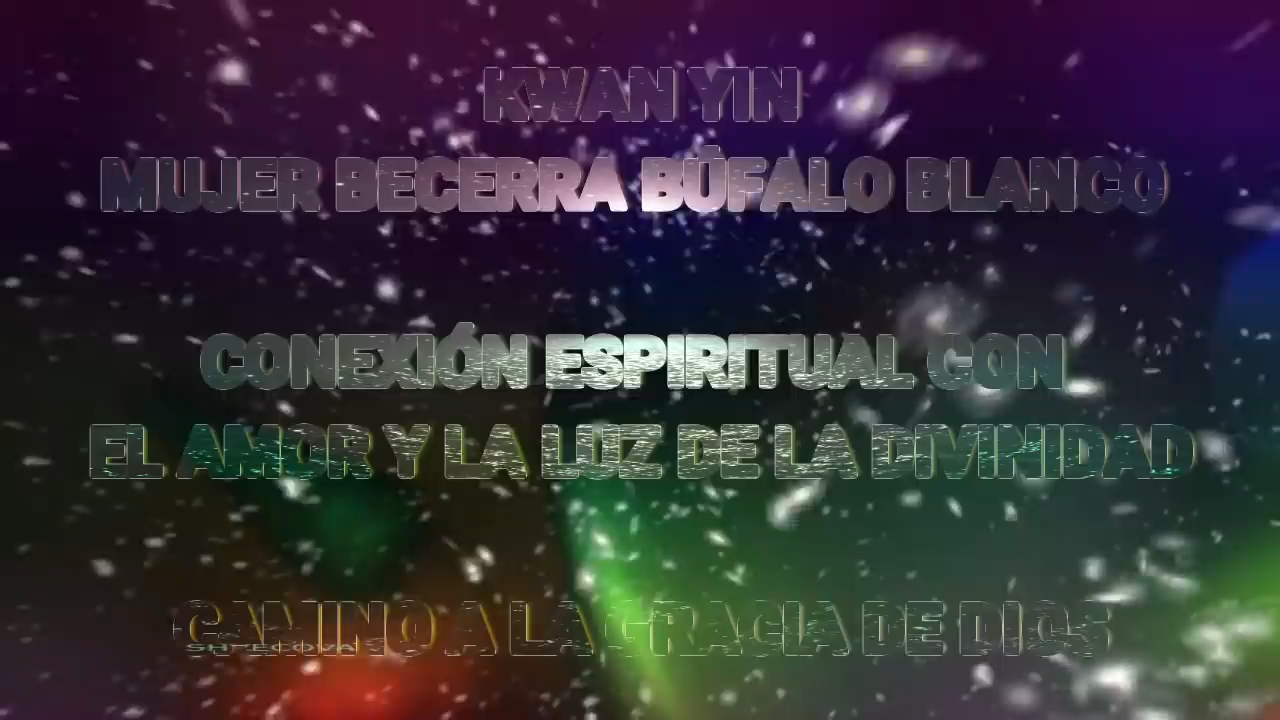 KWAN YIN
MUJER BECERRA BÚFALO BLANCO
CONEXIÓN ESPIRITUAL CON
EL AMOR Y LA LUZ DE LA DIVINIDAD
CAMINO A LA GRACIA DE DIOS